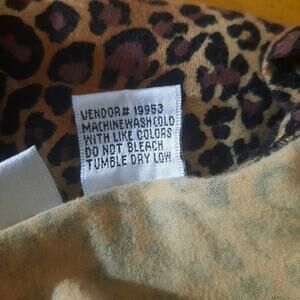 VENDOR# 19953
MACHINE WASH COLD
WITH LIKE COLORS
DO NOT BLEACH
TUMBLE DRY LOW